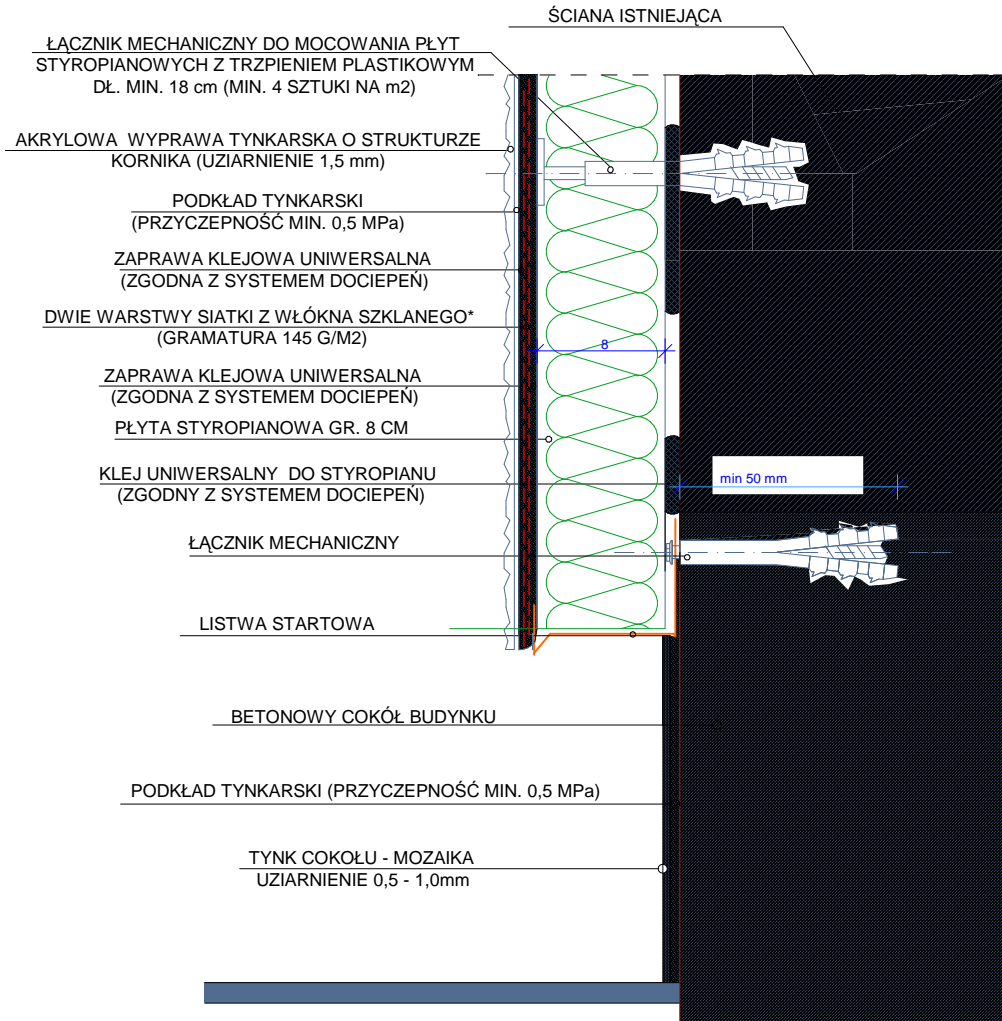 ŚCIANA ISTNIEJĄCA
ŁĄCZNIK MECHANICZNY DO MOCOWANIA PŁYT
STYROPIANOWYCH Z TRZPIENIEM PLASTIKOWYM
DŁ. MIN. 18 cm (MIN. 4 SZTUKI NA m2)
AKRYLOWA WYPRAWA TYNKARSKA O STRUKTURZE
KORNIKA (UZIARNIENIE 1,5 mm)
PODKŁAD TYNKARSKI
(PRZYCZEPNOŚĆ MIN. 0,5 MPa)
ZAPRAWA KLEJOWA UNIWERSALNA
(ZGODNA Z SYSTEMEM DOCIEPEŃ)
DWIE WARSTWY SIATKI Z WŁÓKNA SZKLANEGO*
(GRAMATURA 145 G/M2)
8
ZAPRAWA KLEJOWA UNIWERSALNA
(ZGODNA Z SYSTEMEM DOCIEPEŃ)
PŁYTA STYROPIANOWA GR. 8 CM
KLEJ UNIWERSALNY DO STYROPIANU
(ZGODNY Z SYSTEMEM DOCIEPEŃ)
min 50 mm
ŁĄCZNIK MECHANICZNY
LISTWA STARTOWA
BETONOWY COKÓŁ BUDYNKU
PODKŁAD TYNKARSKI (PRZYCZEPNOŚĆ MIN. 0,5 MPa)
TYNK COKOŁU - MOZAIKA
UZIARNIENIE 0,5 - 1,0mm